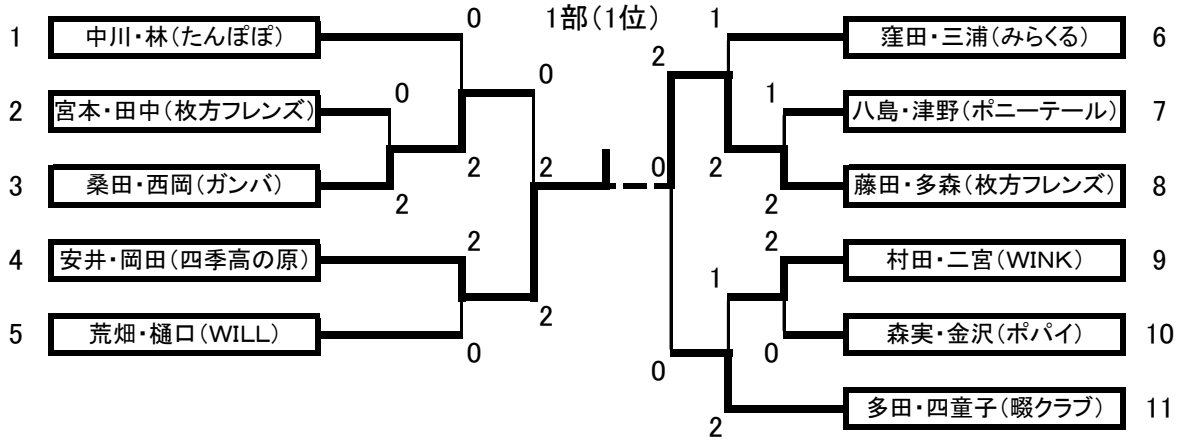 1部(1位)
1 中川・林(たんぽぽ)
2 宮本・田中(枚方フレンズ)
3 桑田・西岡(ガンバ)
4 安井・岡田(四季高の原)
5 荒畑・樋口(WILL)
0
0
2
0
2
2
0
2
2
0
2
1
1
2
2
2
1
0
0
2
窪田・三浦(みらくる) 6
八島・津野(ポニーテール) 7
藤田・多森(枚方フレンズ) 8
村田・二宮(WINK) 9
森実・金沢(ポパイ) 10
多田・四童子(畷クラブ) 11